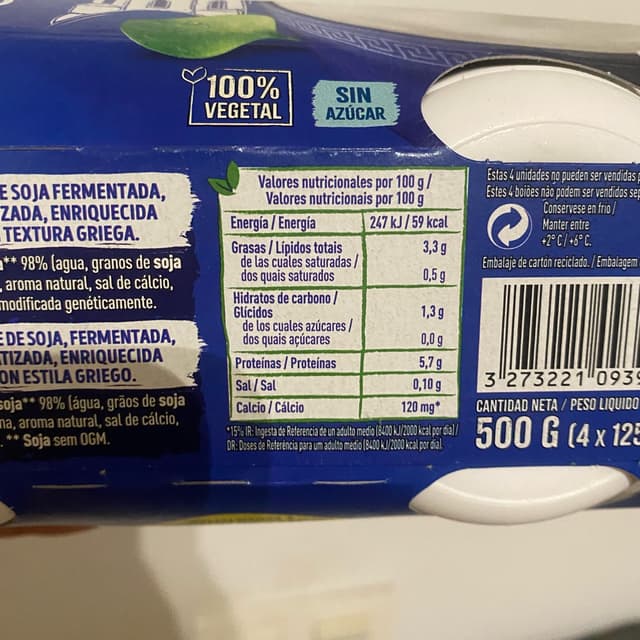 100%
VEGETAL
SIN
AZÚCAR
E SOJA FERMENTADA,
ZADA, ENRIQUECIDA
TEXTURA GRIEGA.
** 98% (agua, granos de soja
, aroma natural, sal de calcio,
modificada genéticamente.
E DE SOJA, FERMENTADA,
TIZADA, ENRIQUECIDA
ON ESTILA GRIEGO.
soja** 98% (água, grãos de soja
na, aroma natural, sal de cálcio,
. ** Soja sem OGM.
Valores nutricionales por 100 g /
Valores nutricionais por 100 g
Energía / Energia 247 kJ / 59 kcal
Grasas / Lípidos totais 3,3 g
de las cuales saturadas /
dos quais saturados 0,5 g
Hidratos de carbono /
Glícidos 1,3 g
de los cuales azúcares /
dos quais açúcares 0,0 g
Proteínas / Proteínas 5,7 g
Sal / Sal 0,10 g
Calcio / Cálcio 120 mg*
*15% IR: Ingesta de Referencia de un adulto medio (8400 kJ/2000 kcal por día) /
DR: Doses de Referência para um adulto médio (8400 kJ/2000 kcal por dia).
Estas 4 unidades no pueden ser vendidas
Estes 4 boiões não podem ser vendidos
Consérvese en frío /
Manter entre
+2° C / +6° C.
Embalaje de cartón reciclado. / Embalagem
3 273221 093
CANTIDAD NETA / PESO LIQUIDO
500 G (4 x 125